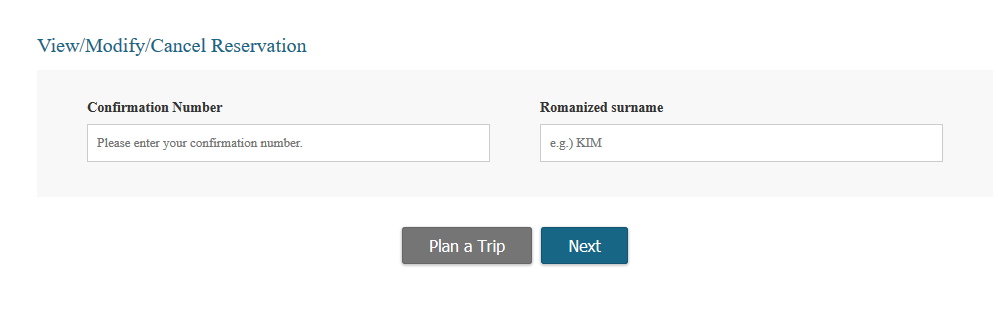 View/Modify/Cancel Reservation
Confirmation Number
Romanized surname
Please enter your confirmation number.
e.g.) KIM
Plan a Trip
Next